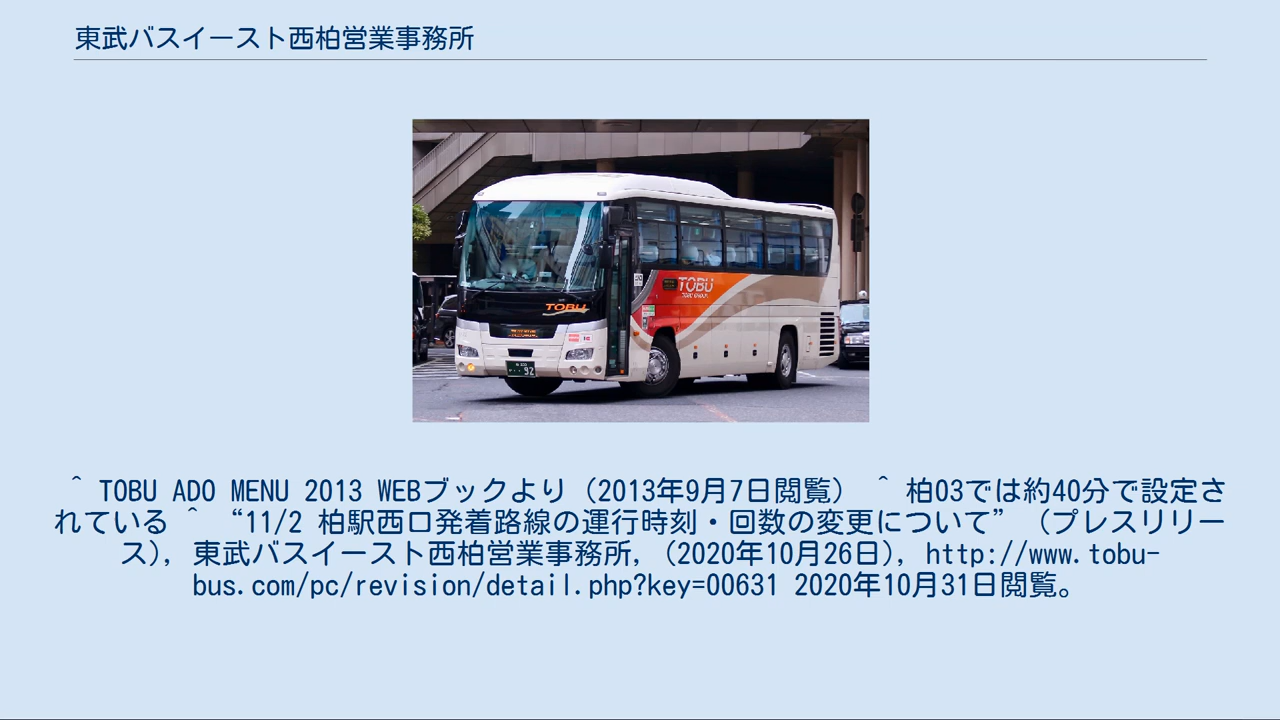 東武バスイースト西柏営業事務所
TOBU
TOBU
92
^ TOBU ADO MENU 2013 WEBブックより（2013年9月7日閲覧） ^ 柏03では約40分で設定さ
れている ^ “11/2 柏駅西口発着路線の運行時刻・回数の変更について” （プレスリリー
ス), 東武バスイースト西柏営業事務所, (2020年10月26日), http://www.tobu-
bus.com/pc/revision/detail.php?key=00631 2020年10月31日閲覧。